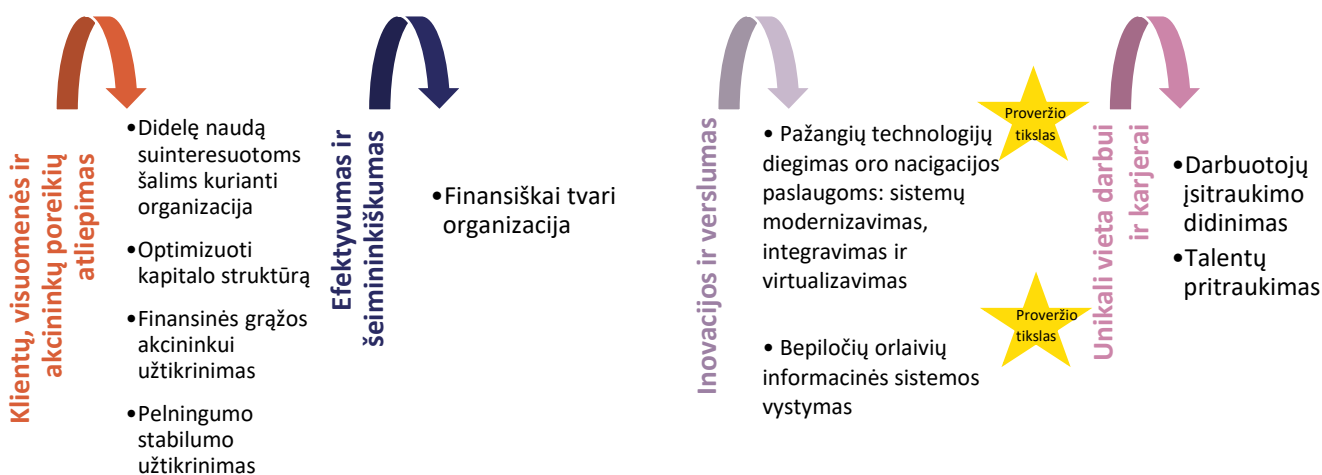 Klientų, visuomenės ir
akcininkų poreikių
atliepimas
•Didelę naudą
suinteresuotoms
šalims kurianti
organizacija
•Optimizuoti
kapitalo struktūrą
•Finansinės grąžos
akcininkui
užtikrinimas
•Pelningumo
stabilumo
užtikrinimas
Efektyvumas ir
šeimininkiškumas
•Finansiškai tvari
organizacija
Inovacijos ir verslumas
• Pažangių technologijų
diegimas oro nacigacijos
paslaugoms: sistemų
modernizavimas,
integravimas ir
virtualizavimas
Proveržio
tikslas
• Bepiločių orlaivių
informacinės sistemos
vystymas
Proveržio
tikslas
Unikali vieta darbui
ir karjerai
•Darbuotojų
įsitraukimo
didinimas
•Talentų
pritraukimas